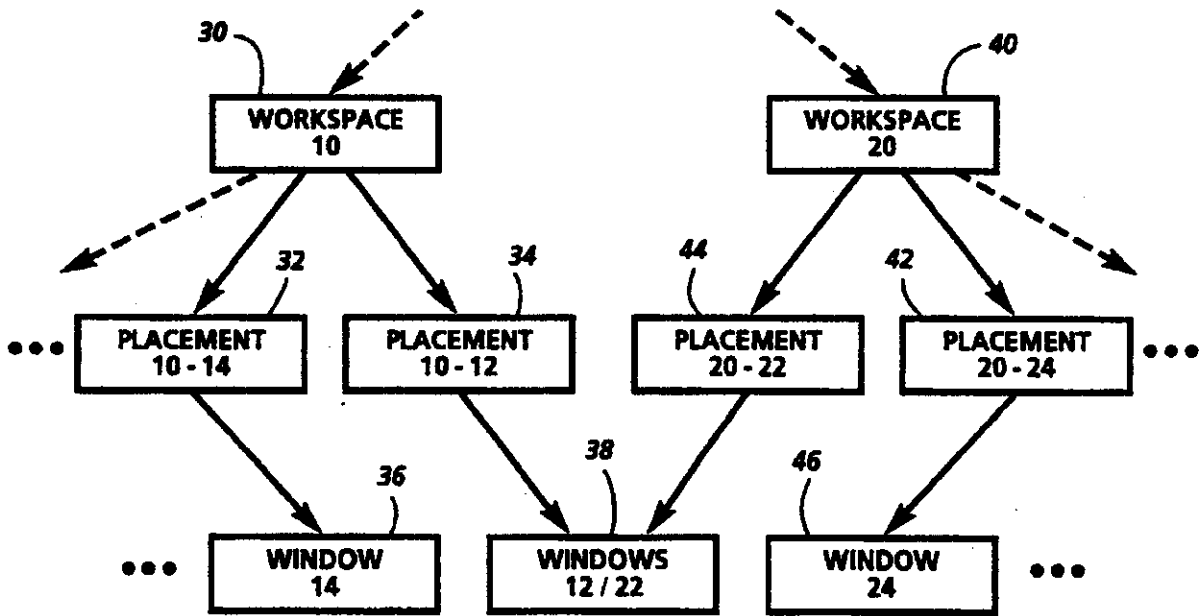 30
40
WORKSPACE
10
WORKSPACE
20
32
34
44
42
PLACEMENT
10 - 14
PLACEMENT
10 - 12
PLACEMENT
20 - 22
PLACEMENT
20 - 24
36
38
46
WINDOW
14
WINDOWS
12 / 22
WINDOW
24